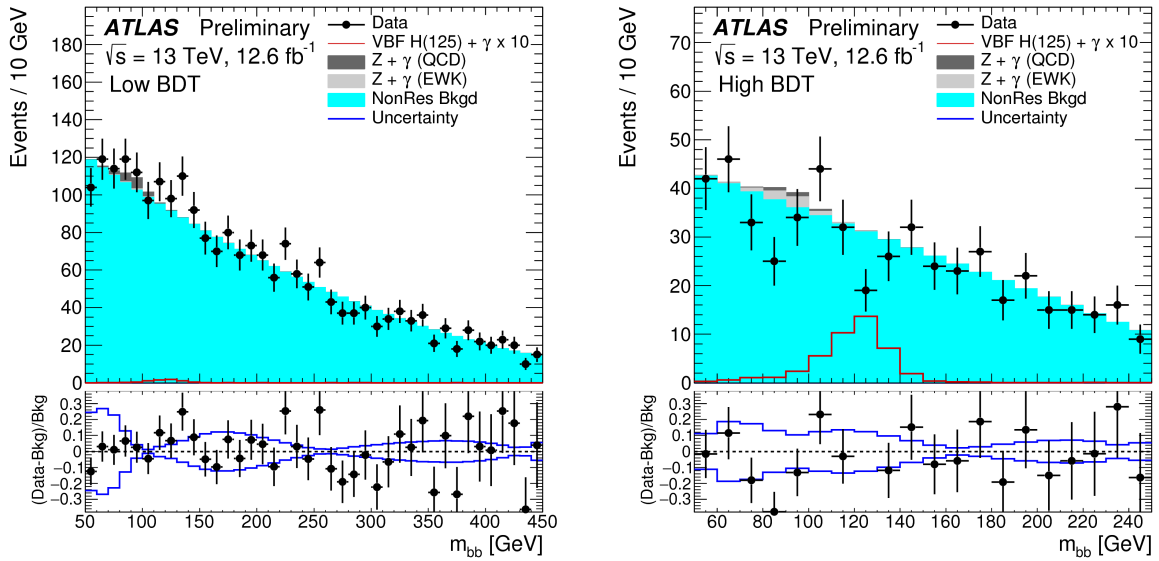 ATLAS Preliminary
√s = 13 TeV, 12.6 fb⁻¹
Low BDT
Data
VBF H(125) + γ x 10
Z + γ (QCD)
Z + γ (EWK)
NonRes Bkgd
Uncertainty
Events / 10 GeV
180
160
140
120
100
80
60
40
20
0
(Data-Bkg)/Bkg
0.3
0.2
0.1
0
−0.1
−0.2
−0.3
50 100 150 200 250 300 350 400 450
m_bb [GeV]
ATLAS Preliminary
√s = 13 TeV, 12.6 fb⁻¹
High BDT
Data
VBF H(125) + γ x 10
Z + γ (QCD)
Z + γ (EWK)
NonRes Bkgd
Uncertainty
Events / 10 GeV
70
60
50
40
30
20
10
0
(Data-Bkg)/Bkg
0.3
0.2
0.1
0
−0.1
−0.2
−0.3
60 80 100 120 140 160 180 200 220 240
m_bb [GeV]